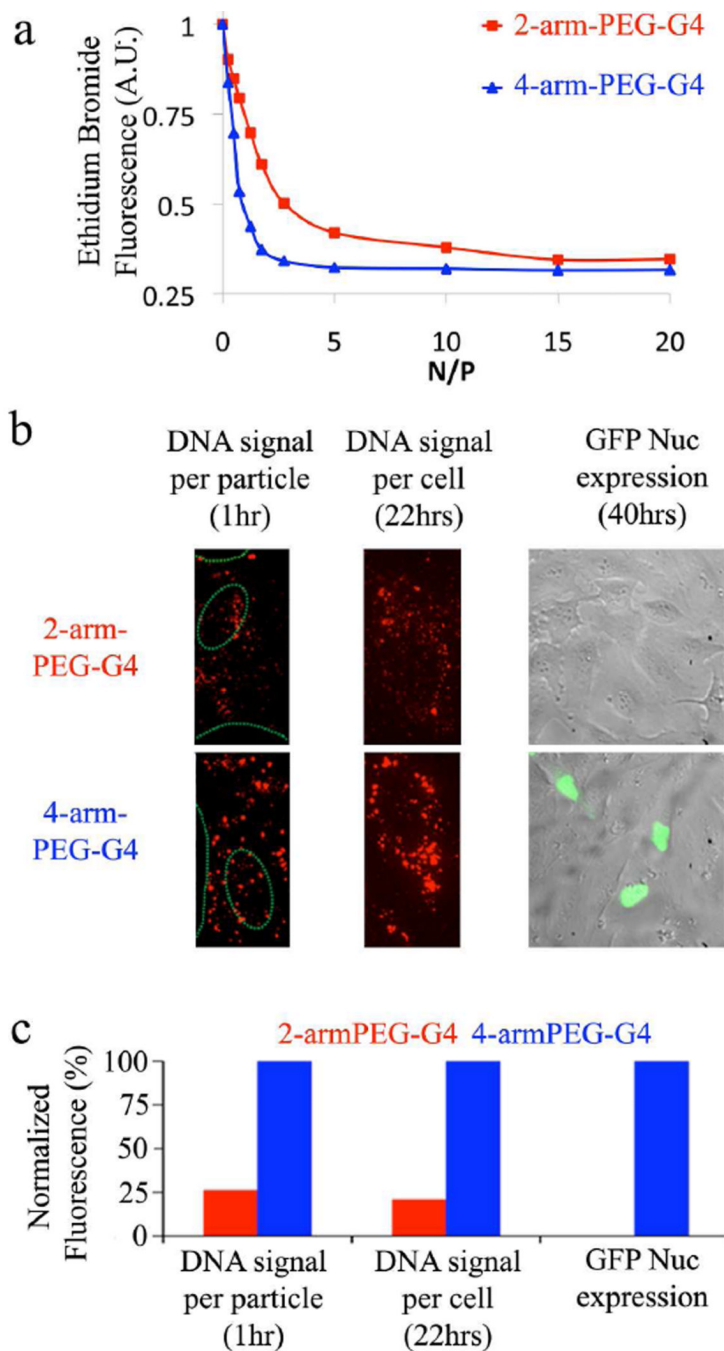 a
2-arm-PEG-G4
4-arm-PEG-G4
Ethidium Bromide
Fluorescence (A.U.)
1
0.75
0.5
0.25
0 5 10 15 20
N/P
b
DNA signal
per particle
(1hr)
DNA signal
per cell
(22hrs)
GFP Nuc
expression
(40hrs)
2-arm-
PEG-G4
4-arm-
PEG-G4
c
2-armPEG-G4 4-armPEG-G4
Normalized
Fluorescence (%)
100
75
50
25
0
DNA signal
per particle
(1hr)
DNA signal
per cell
(22hrs)
GFP Nuc
expression